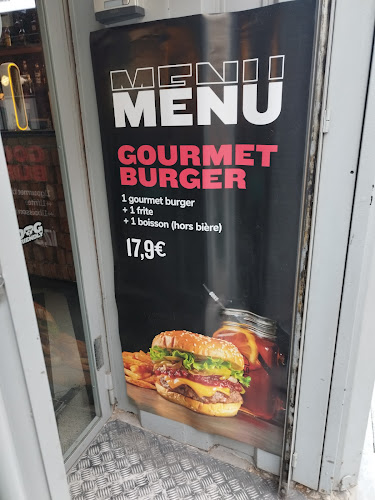 MENU
MENU
GOURMET
BURGER
1 gourmet burger
+ 1 frite
+ 1 boisson (hors bière)
17,9€